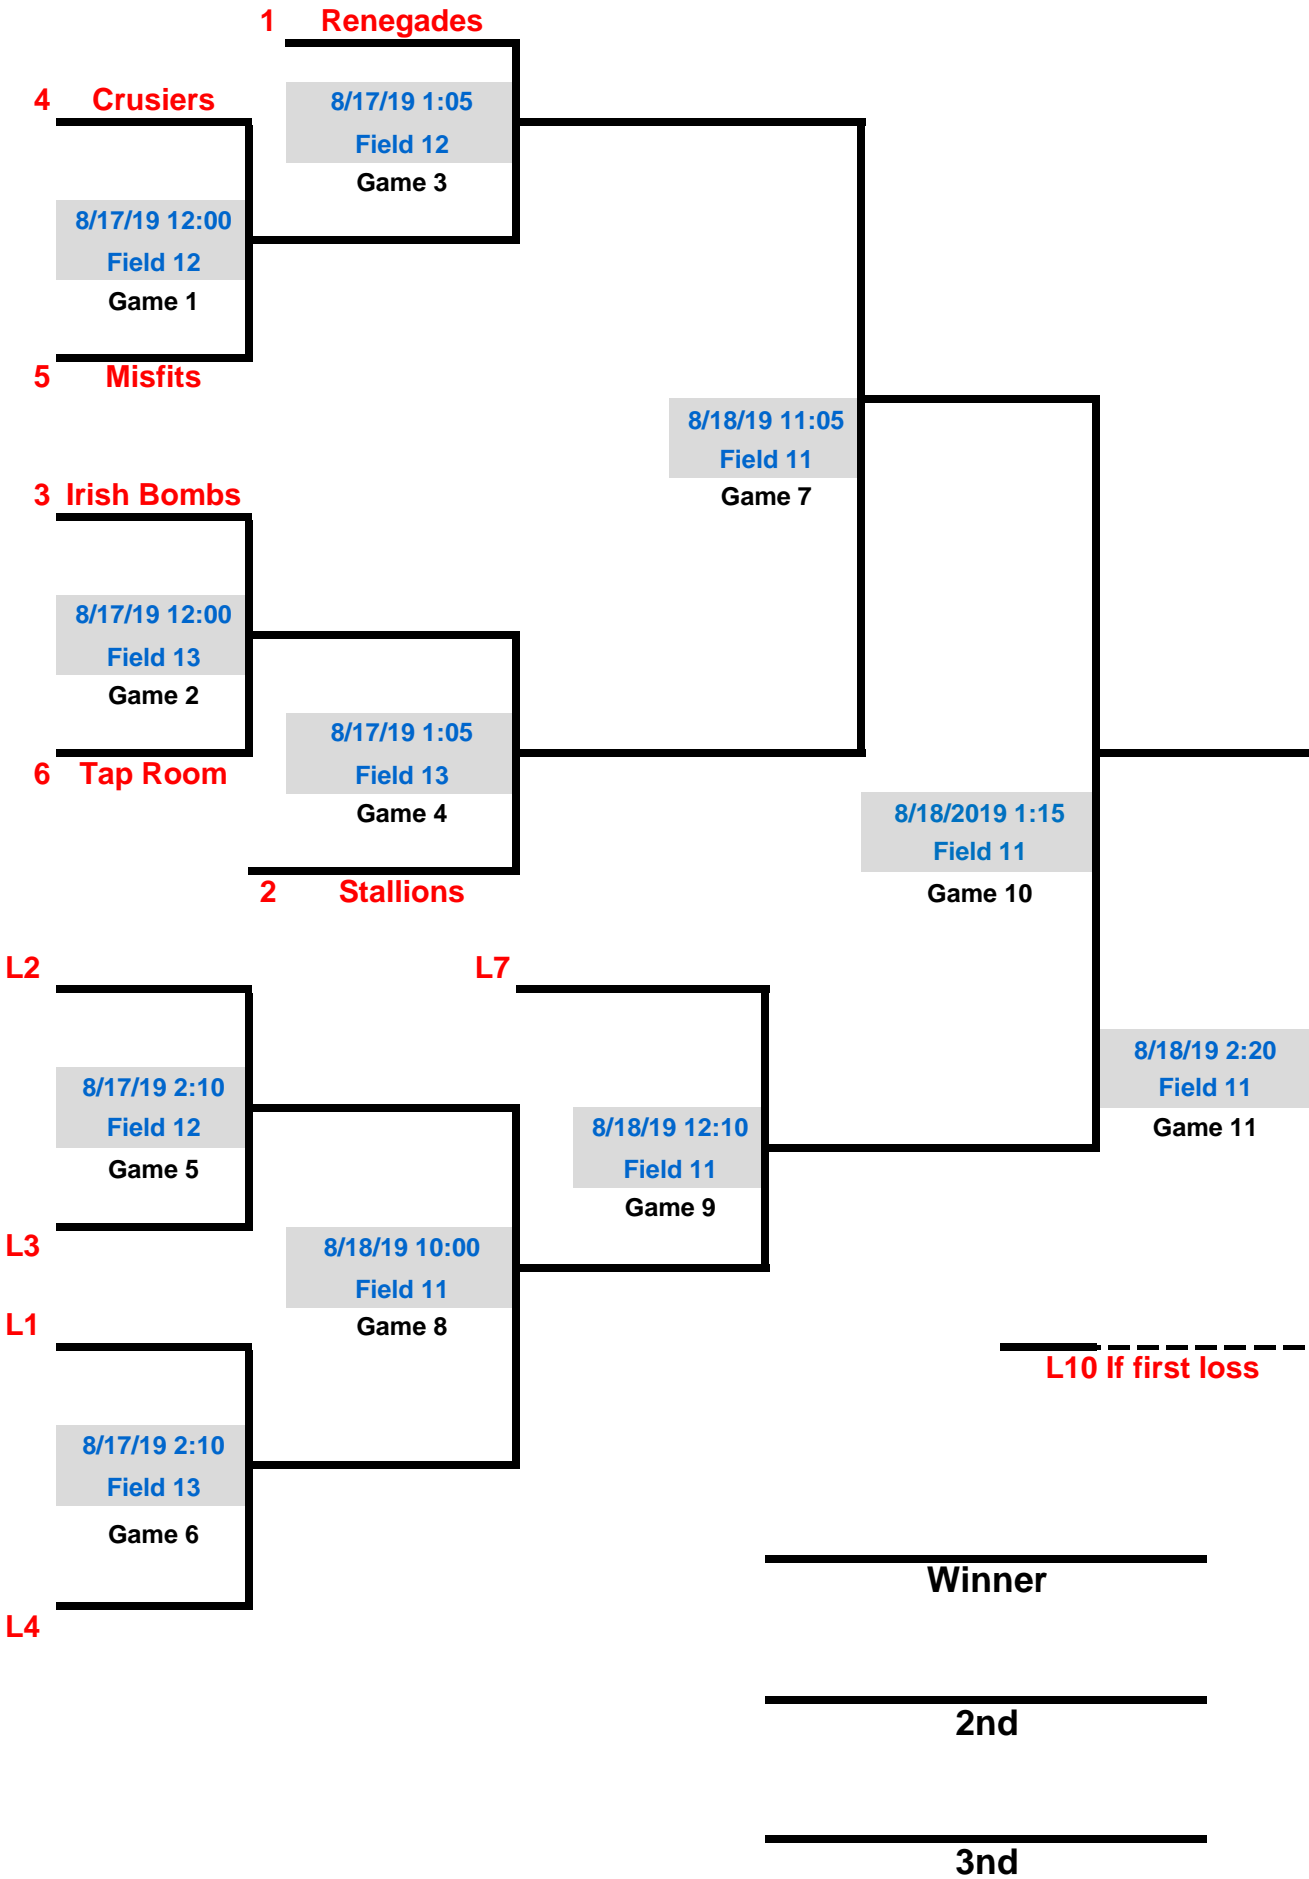 1 Renegades
4 Crusiers
8/17/19 1:05
Field 12
Game 3
8/17/19 12:00
Field 12
Game 1
5 Misfits
8/18/19 11:05
Field 11
Game 7
3 Irish Bombs
8/17/19 12:00
Field 13
Game 2
6 Tap Room
8/17/19 1:05
Field 13
Game 4
2 Stallions
8/18/2019 1:15
Field 11
Game 10
L2
L7
8/17/19 2:10
Field 12
Game 5
L3
8/18/19 12:10
Field 11
Game 9
8/18/19 2:20
Field 11
Game 11
8/18/19 10:00
Field 11
Game 8
L1
L10 If first loss
8/17/19 2:10
Field 13
Game 6
L4
Winner
2nd
3nd